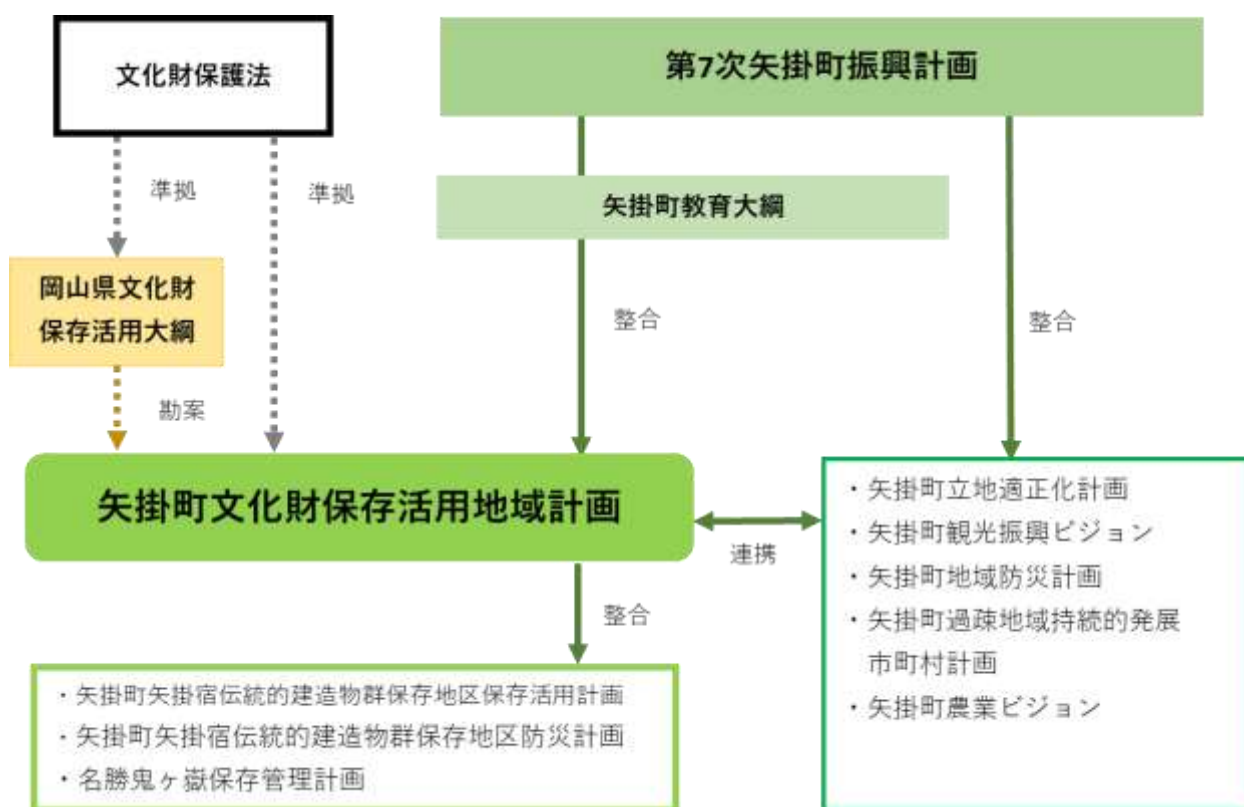 文化財保護法
第7次矢掛町振興計画
準拠
準拠
矢掛町教育大綱
岡山県文化財
保存活用大綱
整合
整合
勘案
矢掛町文化財保存活用地域計画
連携
・矢掛町立地適正化計画
・矢掛町観光振興ビジョン
・矢掛町地域防災計画
・矢掛町過疎地域持続的発展
市町村計画
・矢掛町農業ビジョン
整合
・矢掛町矢掛宿伝統的建造物群保存地区保存活用計画
・矢掛町矢掛宿伝統的建造物群保存地区防災計画
・名勝鬼ヶ嶽保存管理計画